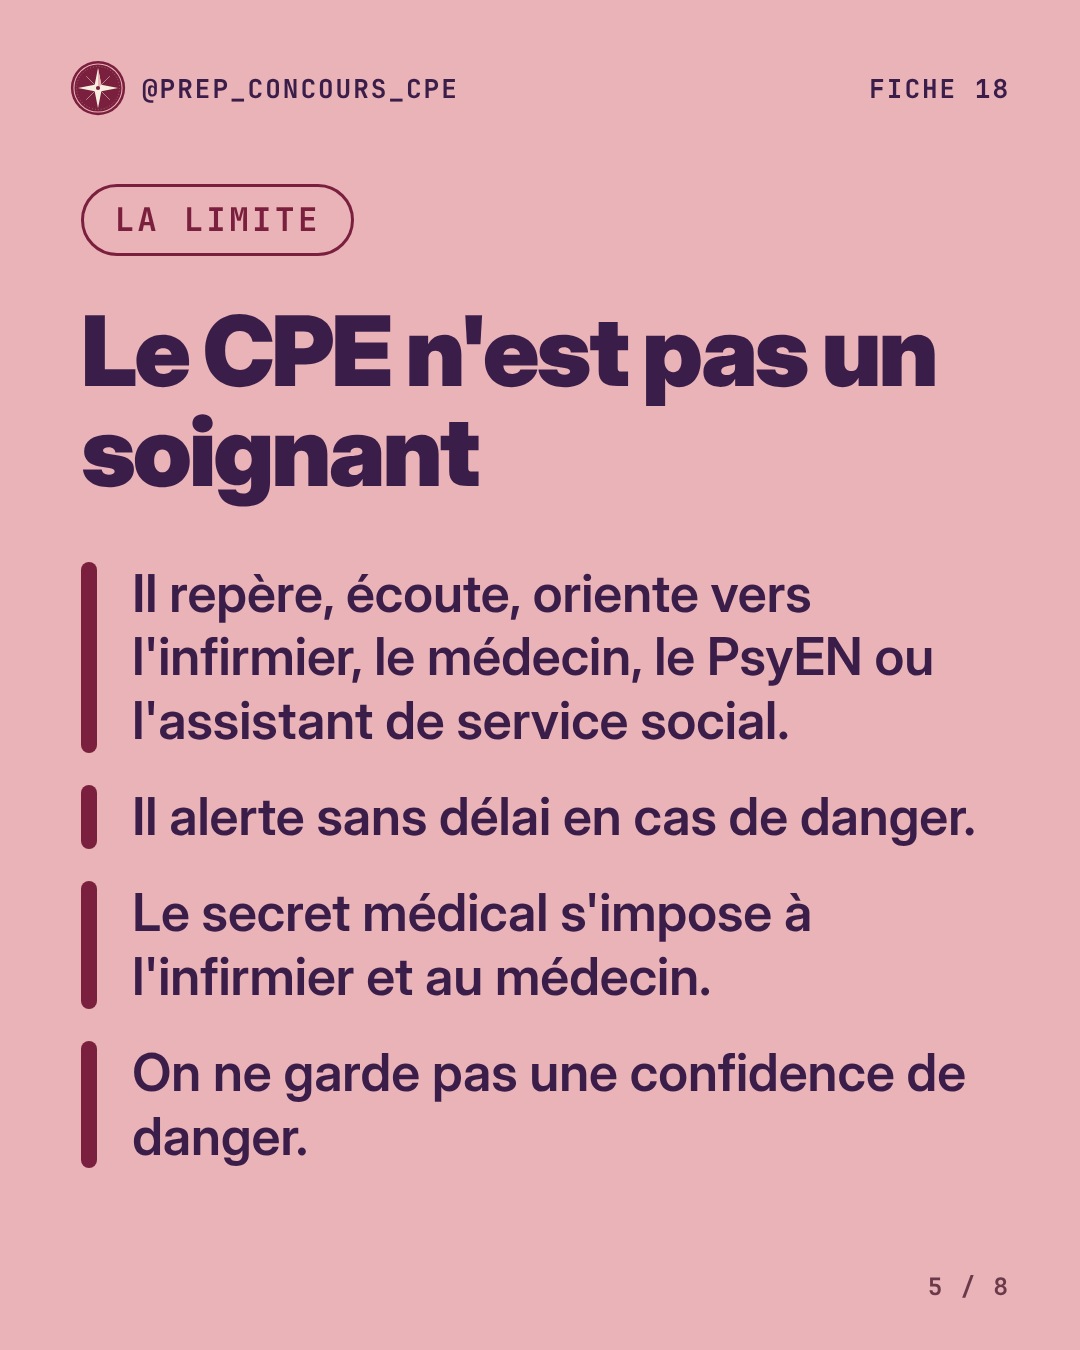 @PREP_CONCOURS_CPE
FICHE 18
LA LIMITE
Le CPE n'est pas un
soignant
Il repère, écoute, oriente vers
l'infirmier, le médecin, le PsyEN ou
l'assistant de service social.
Il alerte sans délai en cas de danger.
Le secret médical s'impose à
l'infirmier et au médecin.
On ne garde pas une confidence de
danger.
5 / 8